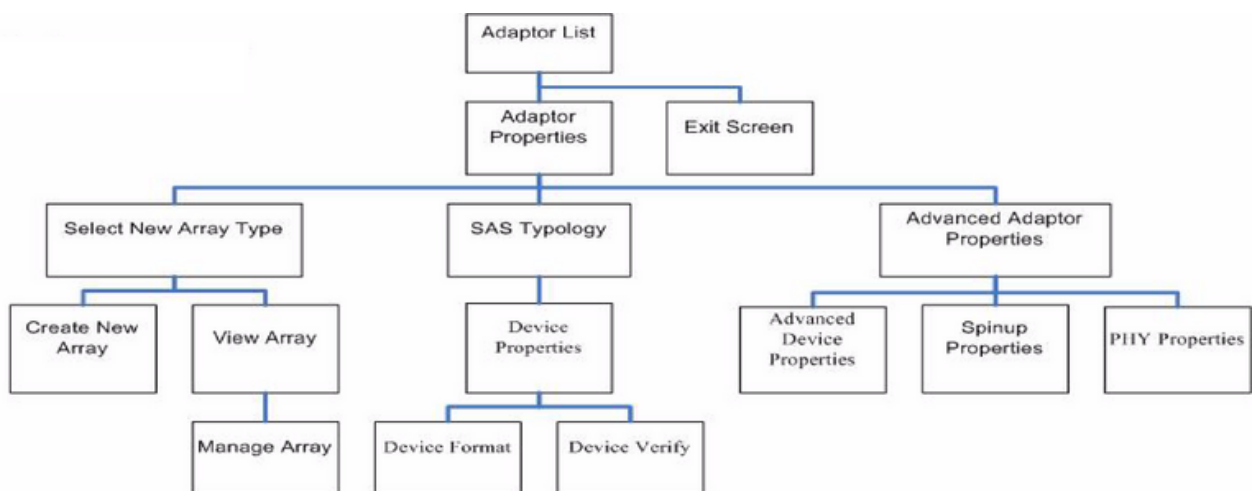 Adaptor List
Adaptor
Properties
Exit Screen
Select New Array Type
SAS Typology
Advanced Adaptor
Properties
Create New
Array
View Array
Device
Properties
Advanced
Device
Properties
Spinup
Properties
PHY Properties
Manage Array
Device Format
Device Verify